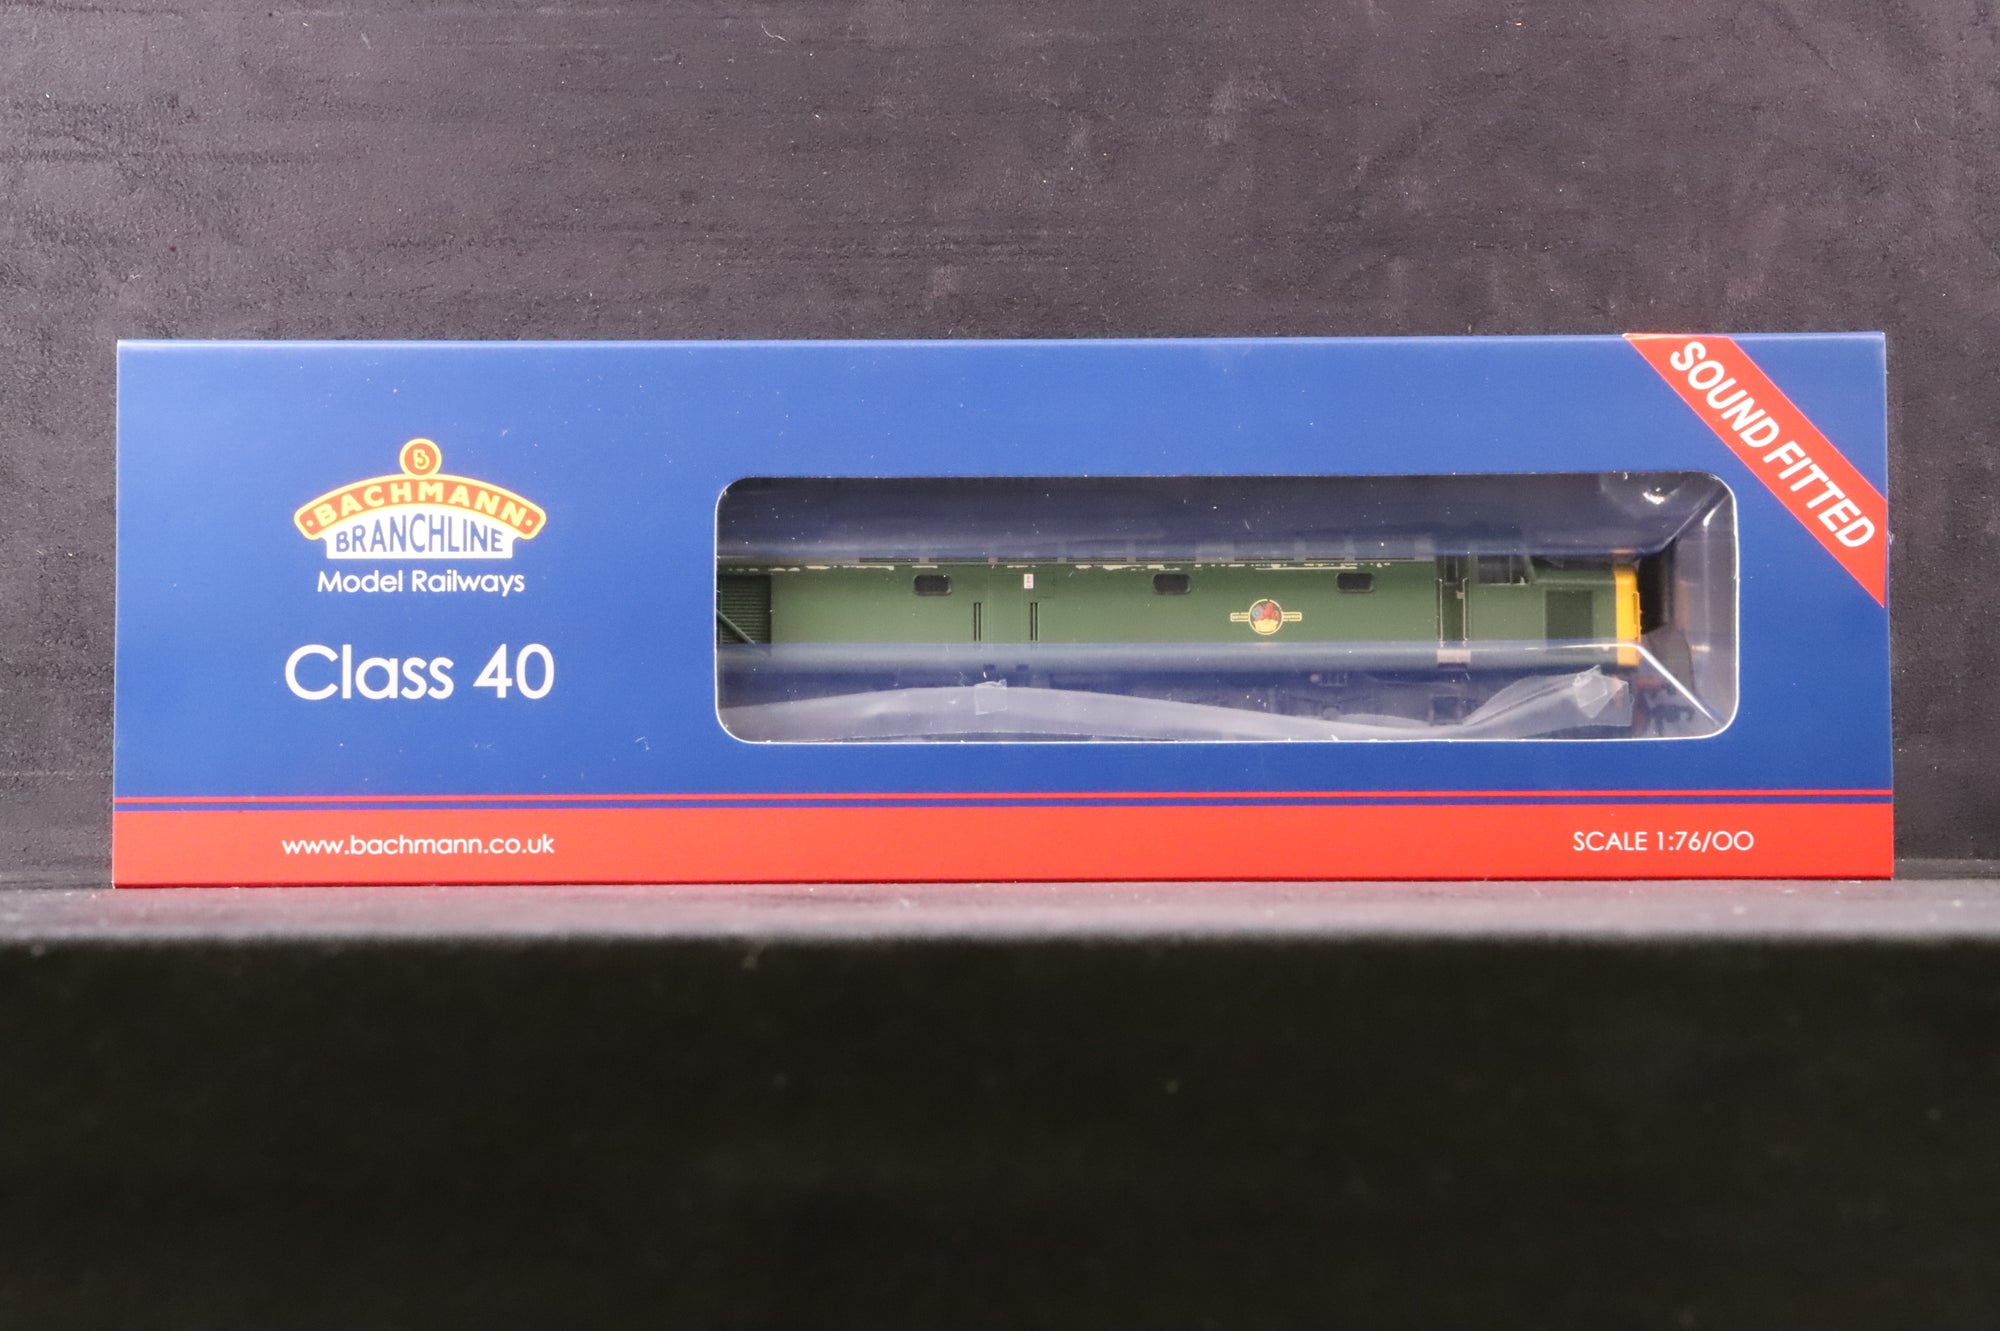 SOUND FITTED
B
BACHMANN
BRANCHLINE
Model Railways
Class 40
www.bachmann.co.uk
SCALE 1:76/OO